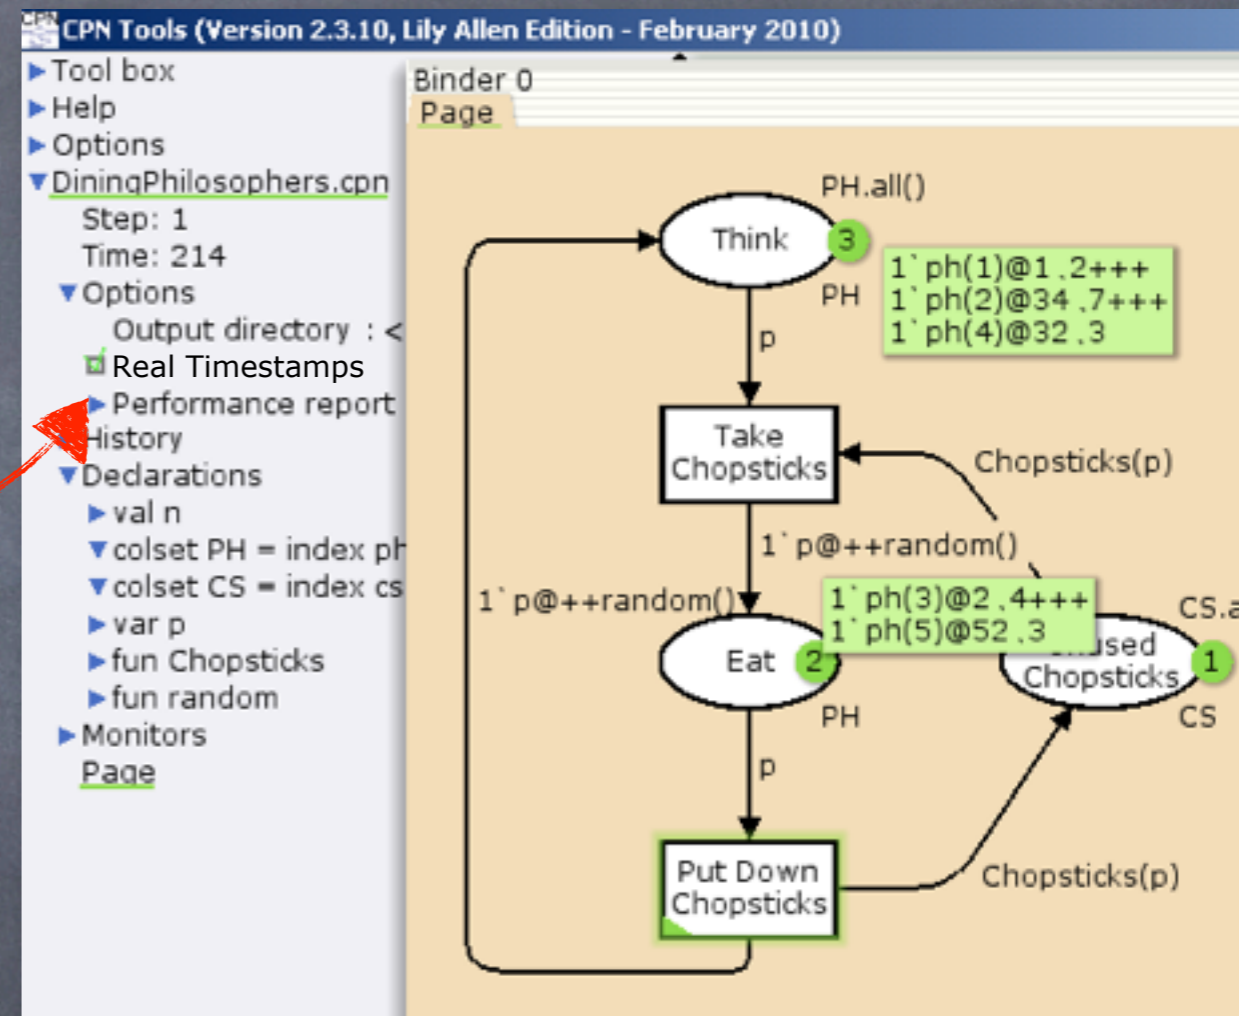 CPN Tools (Version 2.3.10, Lily Allen Edition - February 2010)
Tool box
Help
Options
DiningPhilosophers.cpn
Step: 1
Time: 214
Options
Output directory : <
Real Timestamps
Performance report
History
Declarations
val n
colset PH = index ph
colset CS = index cs
var p
fun Chopsticks
fun random
Monitors
Page
Binder 0
Page
PH.all()
Think
3
PH
1`ph(1)@1.2+++
1`ph(2)@34.7+++
1`ph(4)@32.3
p
Take
Chopsticks
Chopsticks(p)
1`p@++random()
1`p@++random()
1`ph(3)@2.4+++
1`ph(5)@52.3
Eat
2
PH
CS.a
Chopsticks
1
CS
p
Put Down
Chopsticks
Chopsticks(p)